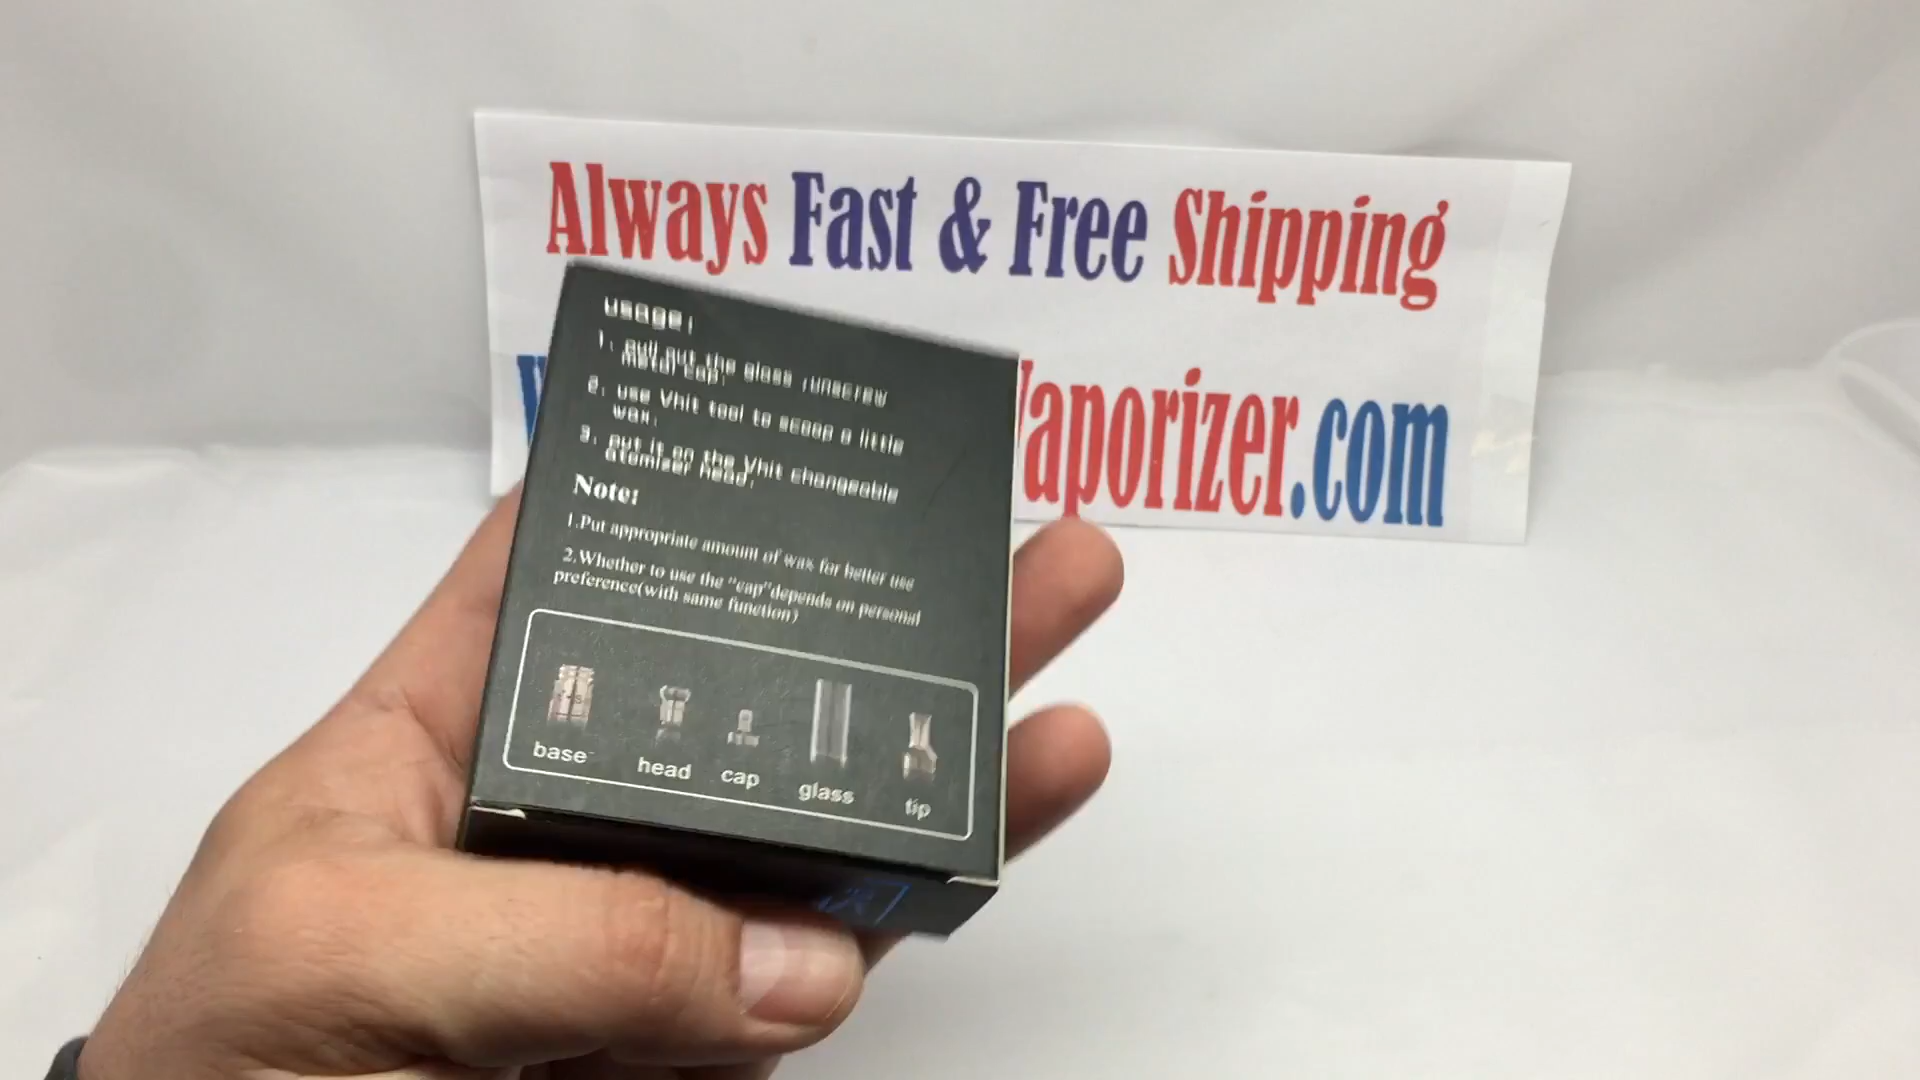 Always Fast & Free Shipping
Vaporizer.com
usage:
1. pull out the glass ,unscrew
metal cap;
2. use Vhit tool to scoop a little
wax;
3. put it on the Vhit changeable
atomizer head;
Note:
1.Put appropriate amount of wax for better use
2.Whether to use the "cap"depends on personal
preference(with same function)
base head cap glass tip